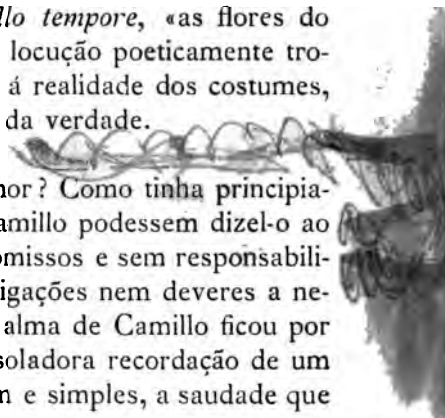 llo tempore, «as flores do
locução poeticamente tro-
á realidade dos costumes,
da verdade.
nor? Como tinha principia-
amillo podessem dizel-o ao
omissos e sem responsabili-
igações nem deveres a ne-
alma de Camillo ficou por
soladora recordação de um
n e simples, a saudade que